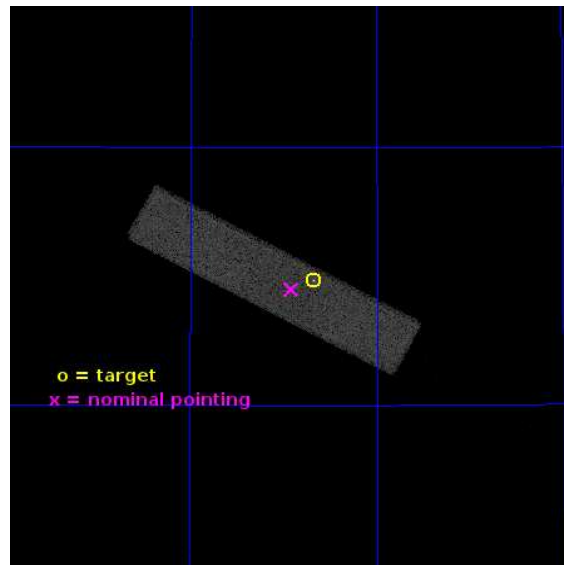 o = target
x = nominal pointing